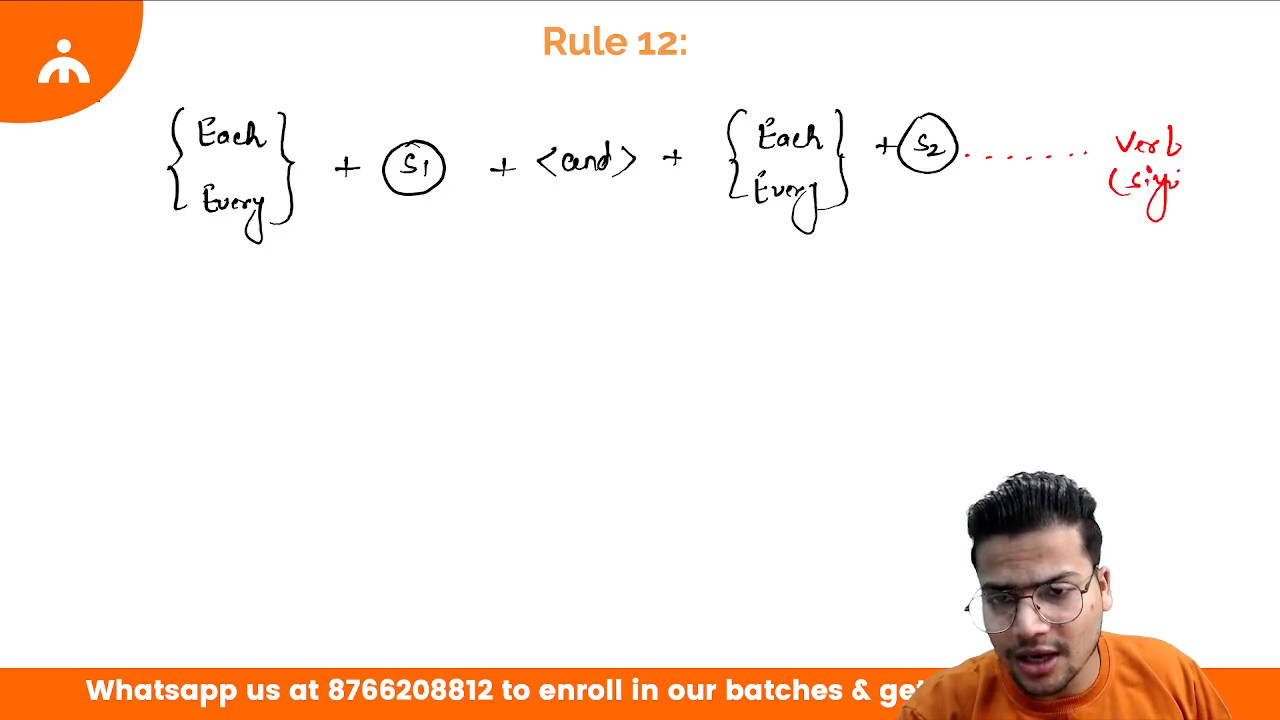 Rule 12:
{Each Every} + S1 + <and> + {Each Every} + S2 ....... verb
Whatsapp us at 8766208812 to enroll in our batches & get